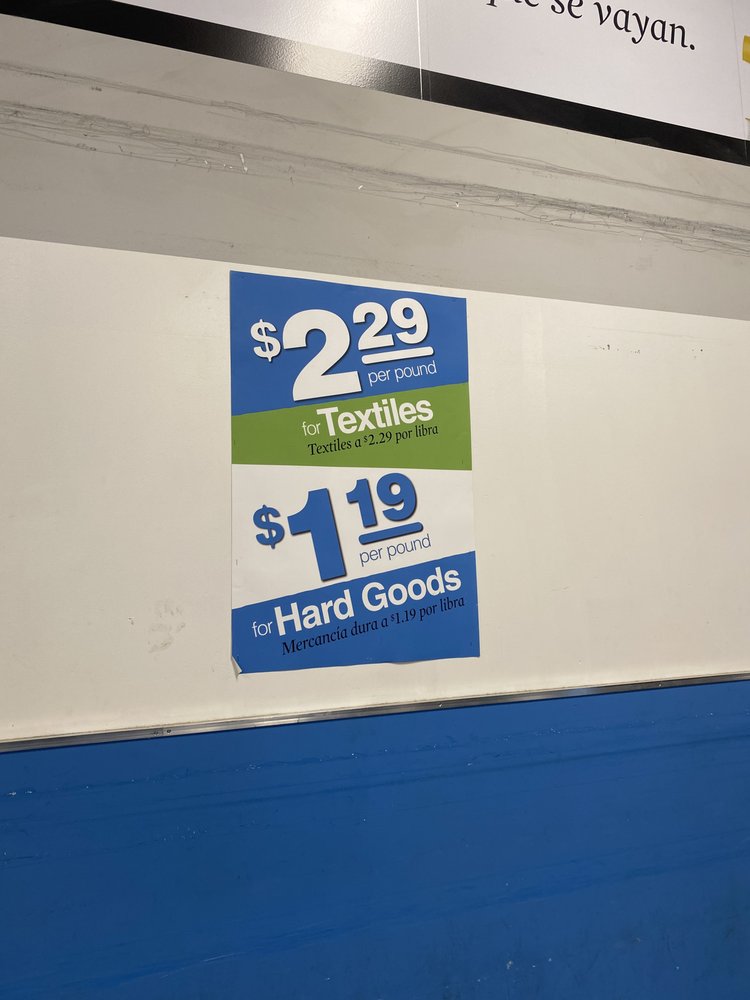 se vayan.
$2.29
per pound
for Textiles
Textiles a $2.29 por libra
$1.19
per pound
for Hard Goods
Mercancía dura a $1.19 por libra